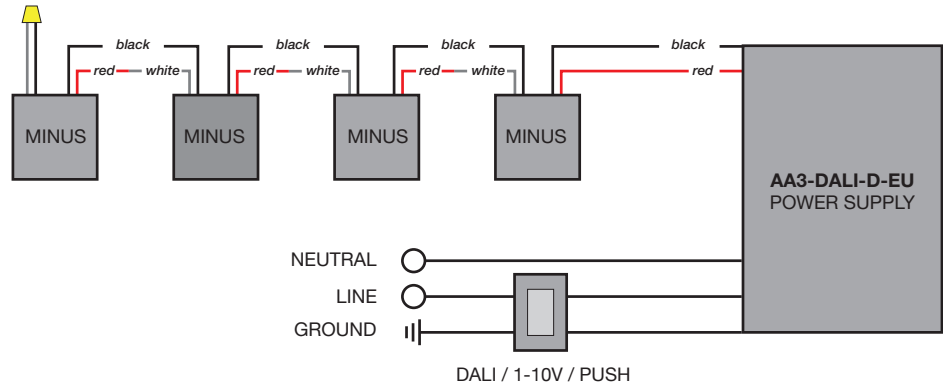 black black black black
red white red white red white red
MINUS MINUS MINUS MINUS
AA3-DALI-D-EU
POWER SUPPLY
NEUTRAL
LINE
GROUND
DALI / 1-10V / PUSH